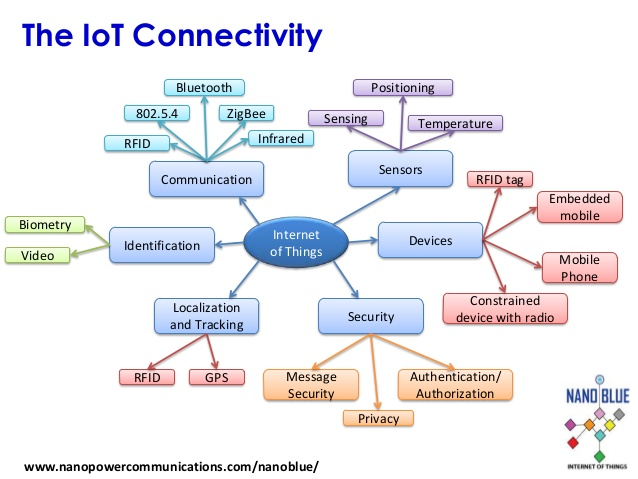 The IoT Connectivity
Bluetooth
Positioning
802.5.4
ZigBee
Sensing
Temperature
RFID
Infrared
Communication
Sensors
RFID tag
Embedded
mobile
Biometry
Video
Identification
Internet
of Things
Devices
Mobile
Phone
Localization
and Tracking
Security
Constrained
device with radio
RFID
GPS
Message
Security
Authentication/
Authorization
Privacy
NANO BLUE
INTERNET OF THINGS
www.nanopowercommunications.com/nanoblue/